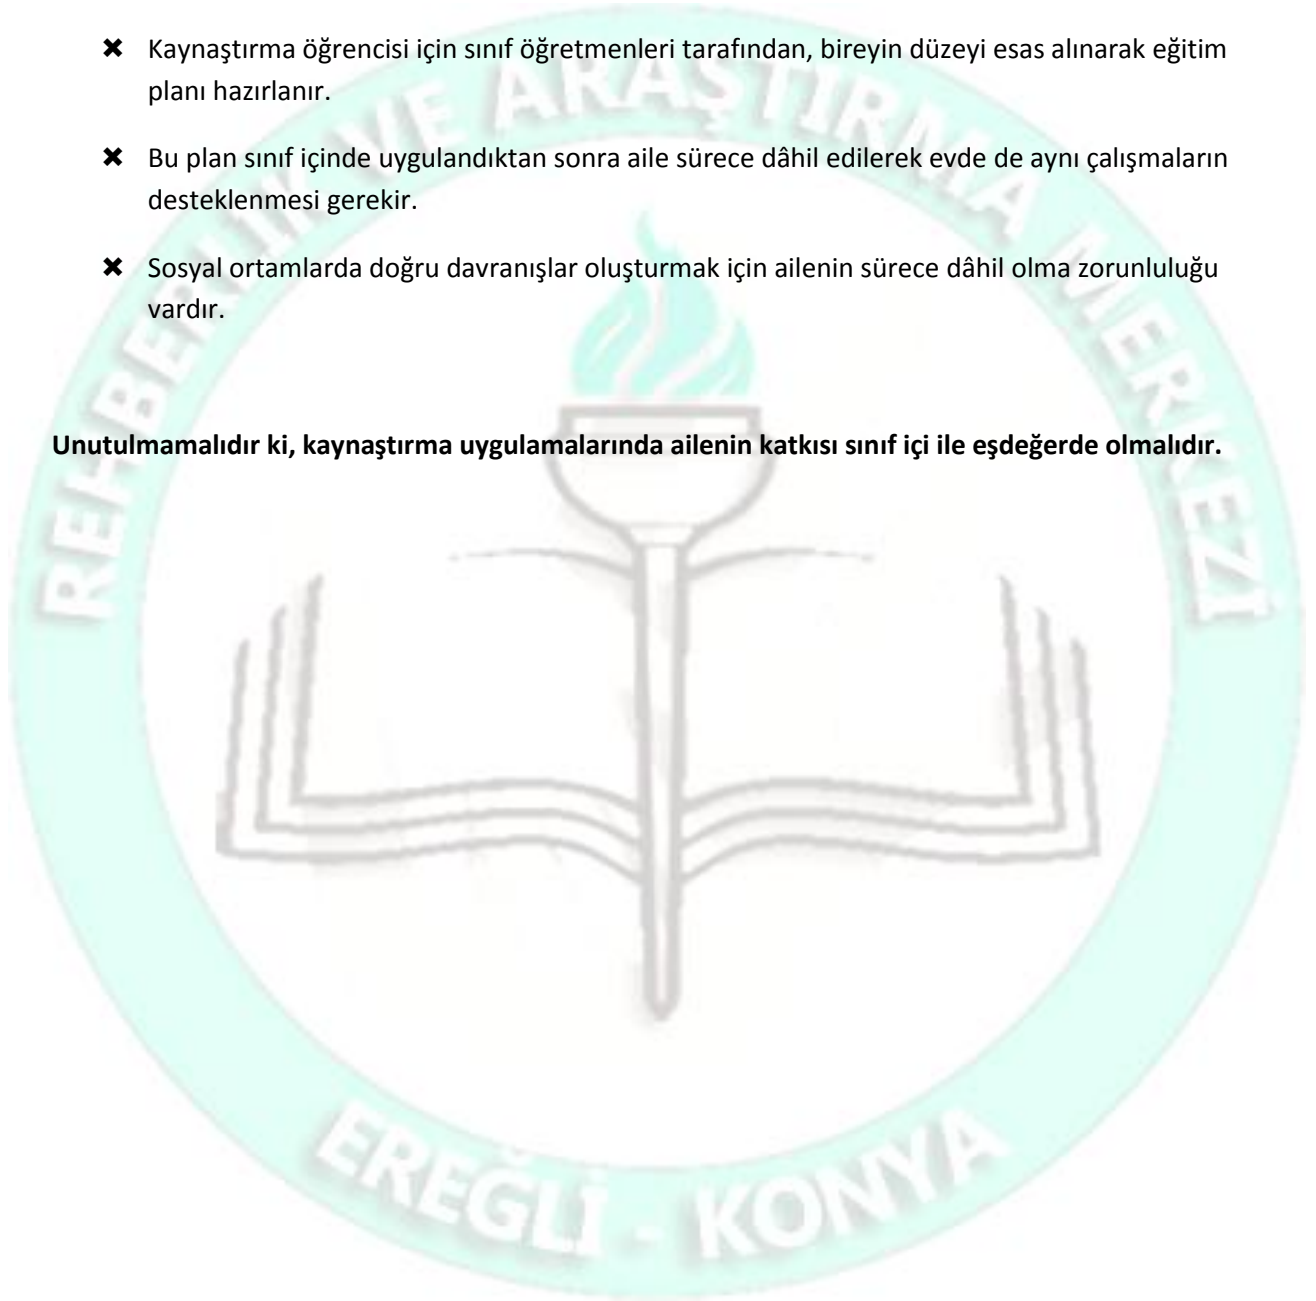 ✖ Kaynaştırma öğrencisi için sınıf öğretmenleri tarafından, bireyin düzeyi esas alınarak eğitim
planı hazırlanır.
✖ Bu plan sınıf içinde uygulandıktan sonra aile sürece dâhil edilerek evde de aynı çalışmaların
desteklenmesi gerekir.
✖ Sosyal ortamlarda doğru davranışlar oluşturmak için ailenin sürece dâhil olma zorunluluğu
vardır.
Unutulmamalıdır ki, kaynaştırma uygulamalarında ailenin katkısı sınıf içi ile eşdeğerde olmalıdır.
REHBERLİK VE ARAŞTIRMA MERKEZİ
EREĞLİ - KONYA